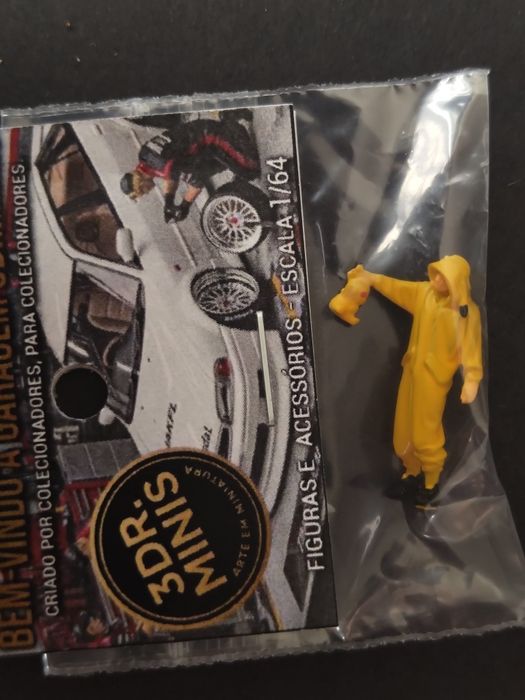 BEM-VINDO A GARAGEM
CRIADO POR COLECIONADORES, PARA COLECIONADORES
3DR:
MINIS
ARTE EM MINIATURA
FIGURAS E ACESSÓRIOS - ESCALA 1/64